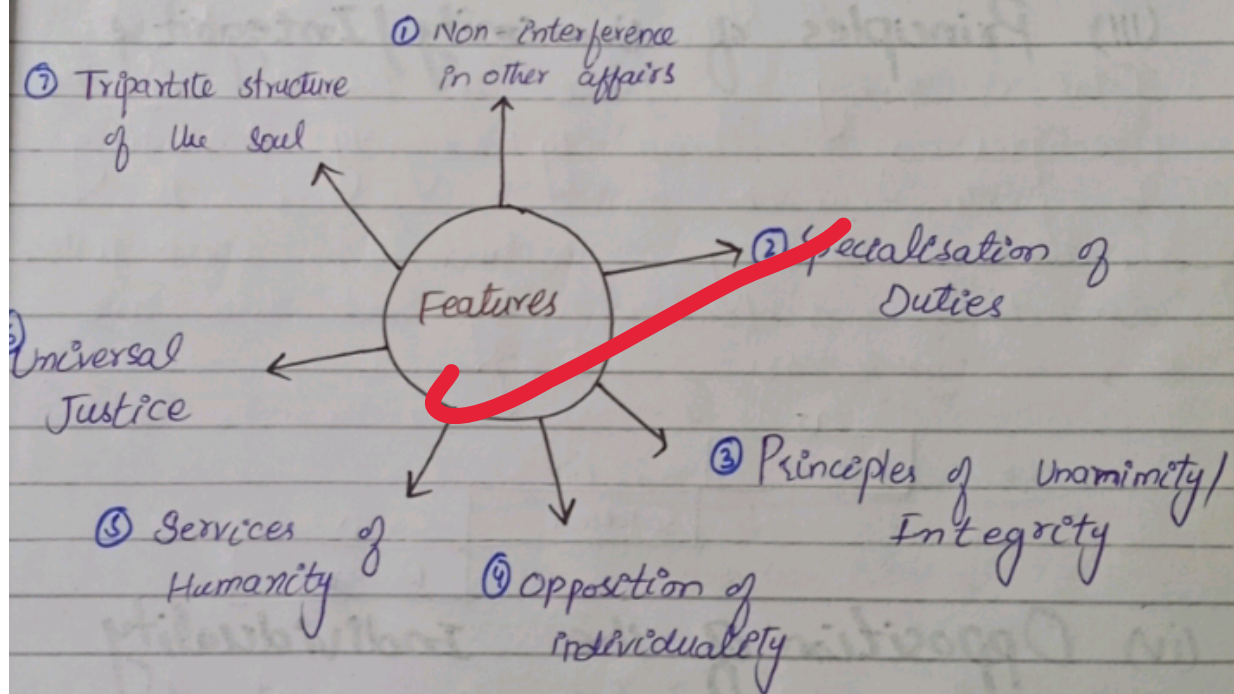 ① Non-interference
in other affairs
② Specialisation of
Duties
③ Principles of Unamimity/
Integrity
④ Opposition of
individuality
⑤ Services of
Humanity
Universal
Justice
⑦ Tripartite structure
of the soul
Features